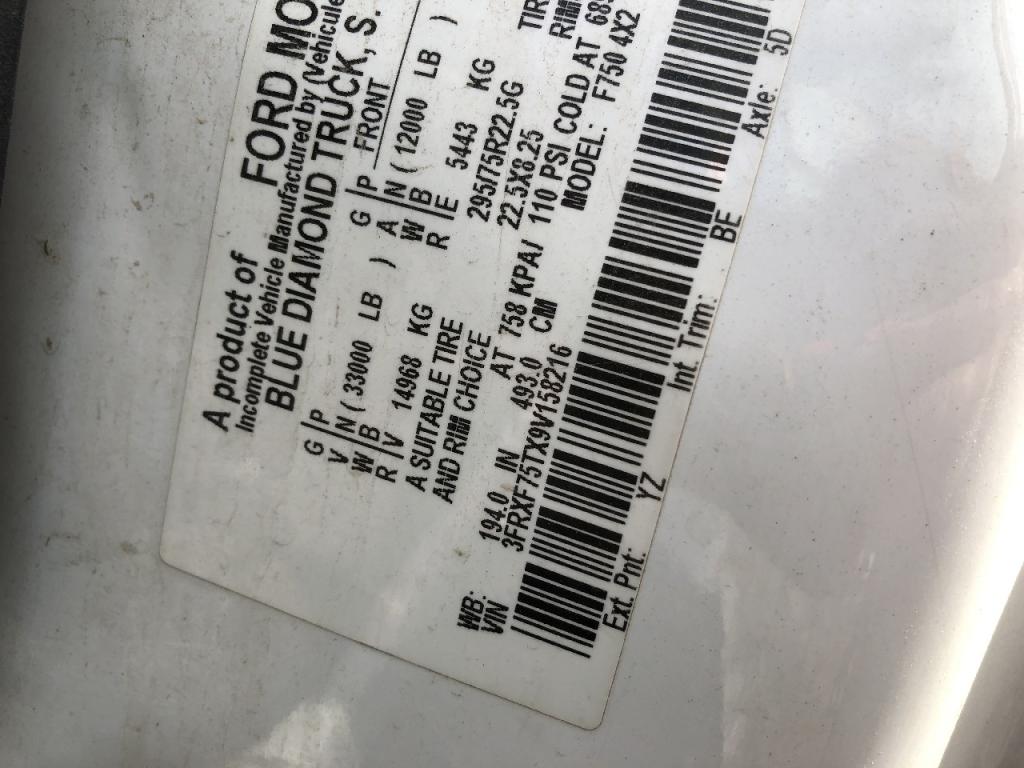 A product of FORD MO
Incomplete Vehicle Manufactured by (Vehicule
BLUE DIAMOND TRUCK, S.
G/P
V/N ( 33000 LB )
W/B
R/V 14968 KG
G/P FRONT
A/N ( 12000 LB )
W/B
R/E 5443 KG
A SUITABLE TIRE 295/75R22.5G TIR
AND RIM CHOICE 22.5X8.25 RIM
AT 758 KPA/ 110 PSI COLD AT 689
WB: 194.0 IN 493.0 CM MODEL: F750 4X2
VIN 3FRXF75TX9V158216
Ext Pnt: YZ Int Trim: BE Axle: 5D